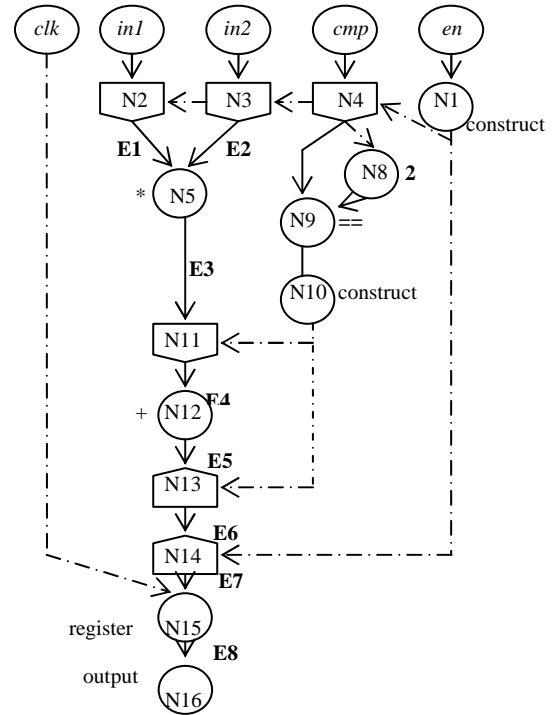 clk in1 in2 cmp en
N2 N3 N4 N1
construct
E1 E2
N8 2
* N5
N9 ==
E3
N10 construct
N11
E4
+ N12
E5
N13
E6
N14
E7
register N15
E8
output
N16